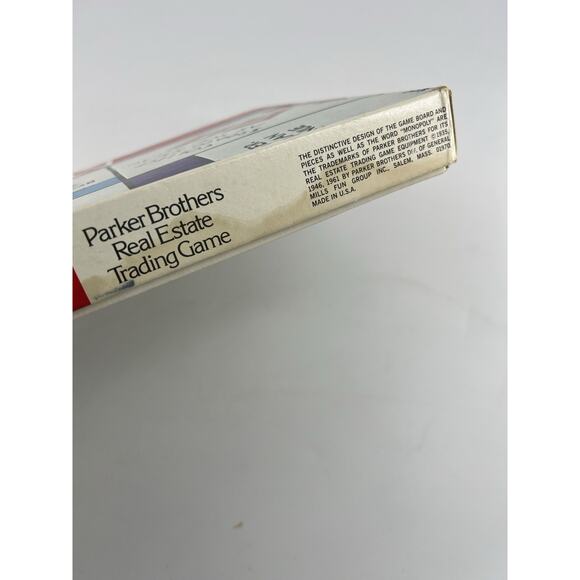 Parker Brothers
Real Estate
Trading Game
THE DISTINCTIVE DESIGN OF THE GAME BOARD AND
PIECES AS WELL AS THE WORD "MONOPOLY" ARE
THE TRADEMARKS OF PARKER BROTHERS FOR ITS
REAL ESTATE TRADING GAME EQUIPMENT ©1935,
1946, 1961 BY PARKER BROTHERS DIV. OF GENERAL
MILLS FUN GROUP INC., SALEM, MASS. 01970
MADE IN U.S.A.